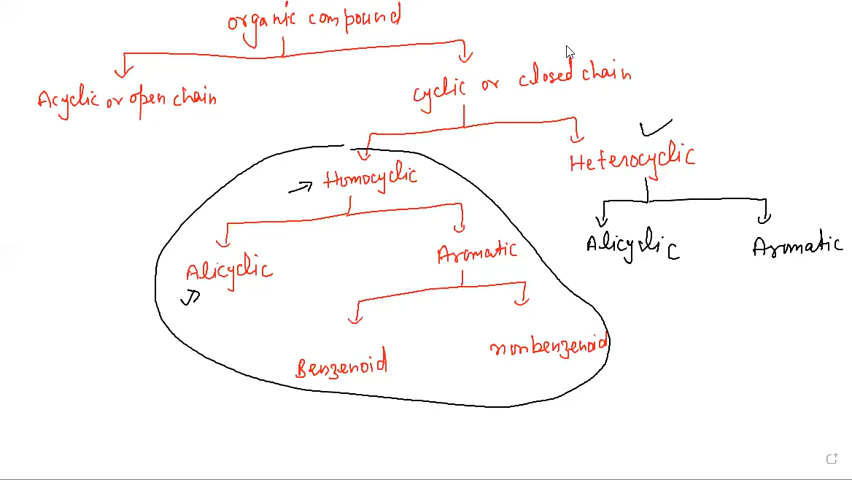 organic compound
Acyclic or open chain
cyclic or closed chain
Homocyclic
Heterocyclic
Alicyclic
Aromatic
Alicyclic
Aromatic
Benzenoid
nonbenzenoid